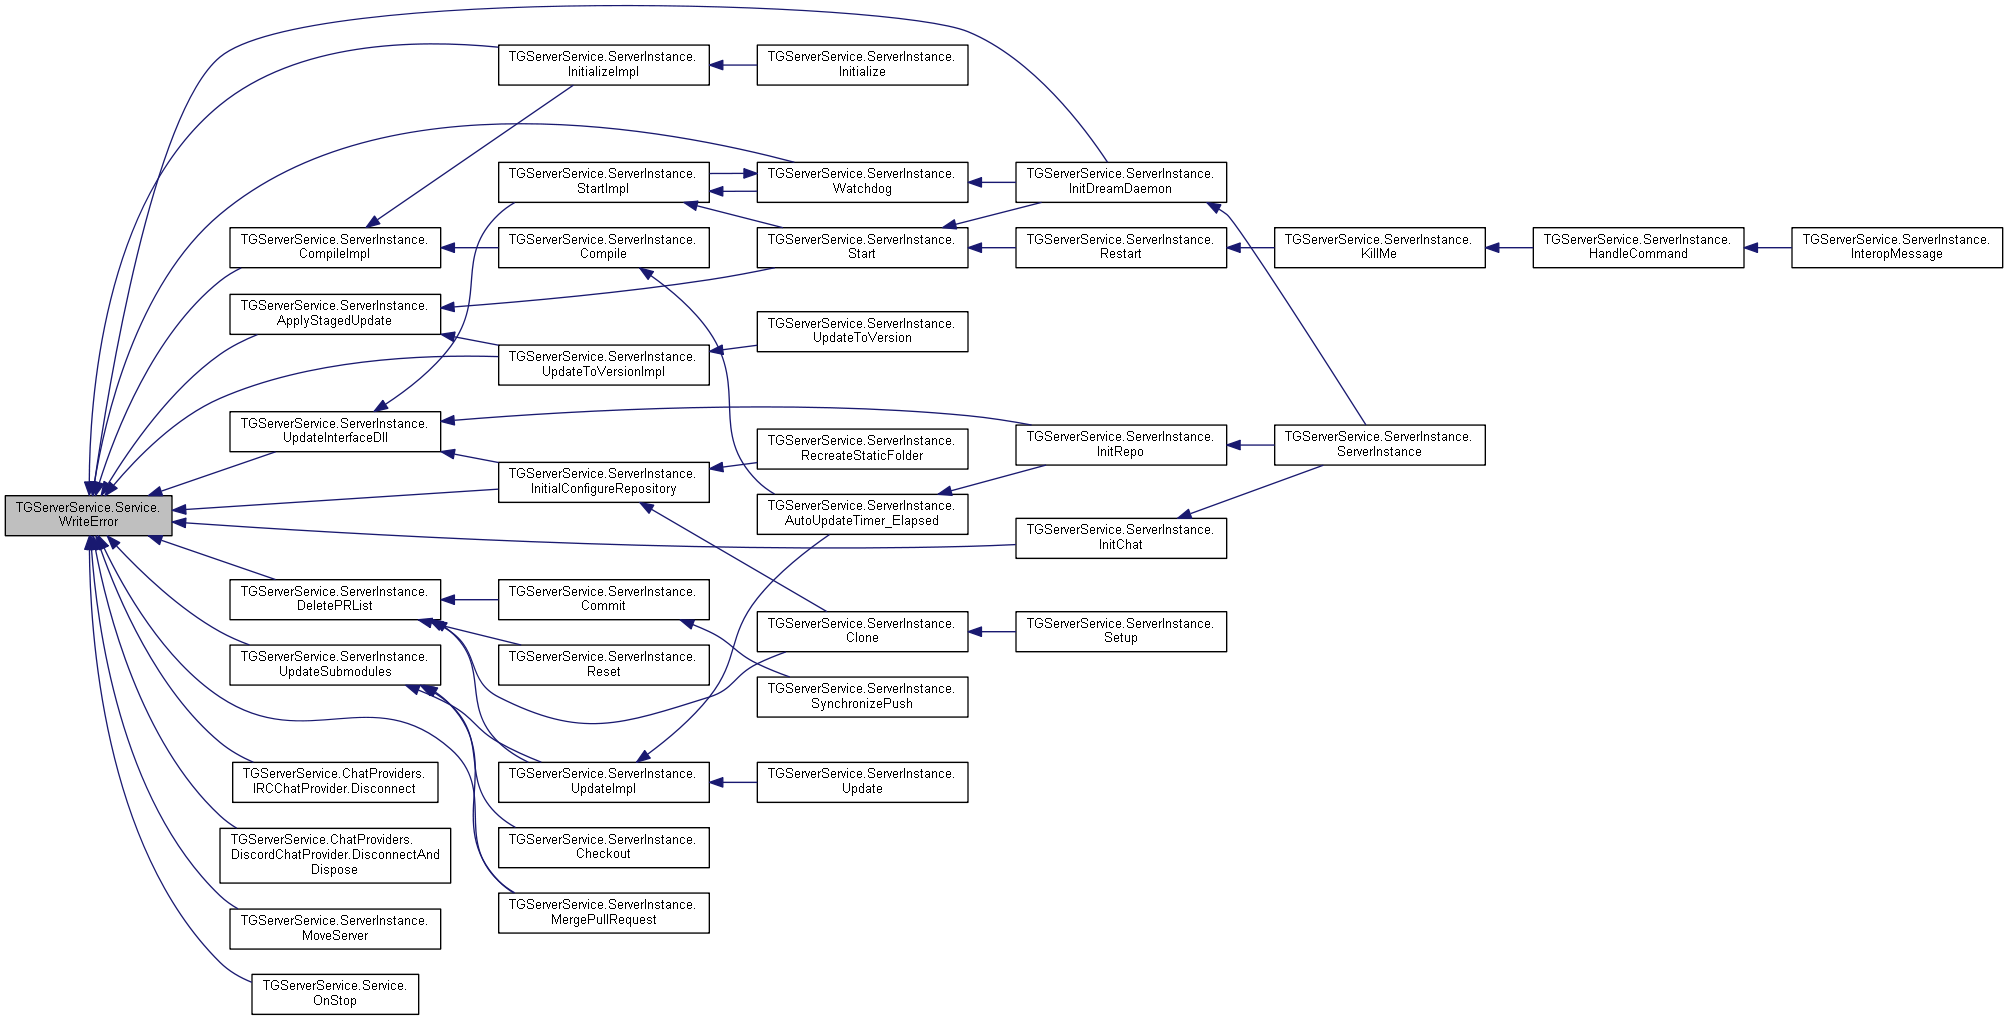 TGServerService.ServerInstance.
InitializeImpl
TGServerService.ServerInstance.
Initialize
TGServerService.ServerInstance.
StartImpl
TGServerService.ServerInstance.
Watchdog
TGServerService.ServerInstance.
InitDreamDaemon
TGServerService.ServerInstance.
CompileImpl
TGServerService.ServerInstance.
Compile
TGServerService.ServerInstance.
Start
TGServerService.ServerInstance.
Restart
TGServerService.ServerInstance.
KillMe
TGServerService.ServerInstance.
HandleCommand
TGServerService.ServerInstance.
InteropMessage
TGServerService.ServerInstance.
ApplyStagedUpdate
TGServerService.ServerInstance.
UpdateToVersion
TGServerService.ServerInstance.
UpdateToVersionImpl
TGServerService.ServerInstance.
UpdateInterfaceDll
TGServerService.ServerInstance.
RecreateStaticFolder
TGServerService.ServerInstance.
InitRepo
TGServerService.ServerInstance.
ServerInstance
TGServerService.ServerInstance.
InitialConfigureRepository
TGServerService.Service.
WriteError
TGServerService.ServerInstance.
AutoUpdateTimer_Elapsed
TGServerService.ServerInstance.
InitChat
TGServerService.ServerInstance.
DeletePRList
TGServerService.ServerInstance.
Commit
TGServerService.ServerInstance.
Clone
TGServerService.ServerInstance.
Setup
TGServerService.ServerInstance.
UpdateSubmodules
TGServerService.ServerInstance.
Reset
TGServerService.ServerInstance.
SynchronizePush
TGServerService.ChatProviders.
IRCChatProvider.Disconnect
TGServerService.ServerInstance.
UpdateImpl
TGServerService.ServerInstance.
Update
TGServerService.ChatProviders.
DiscordChatProvider.DisconnectAnd
Dispose
TGServerService.ServerInstance.
Checkout
TGServerService.ServerInstance.
MoveServer
TGServerService.ServerInstance.
MergePullRequest
TGServerService.Service.
OnStop